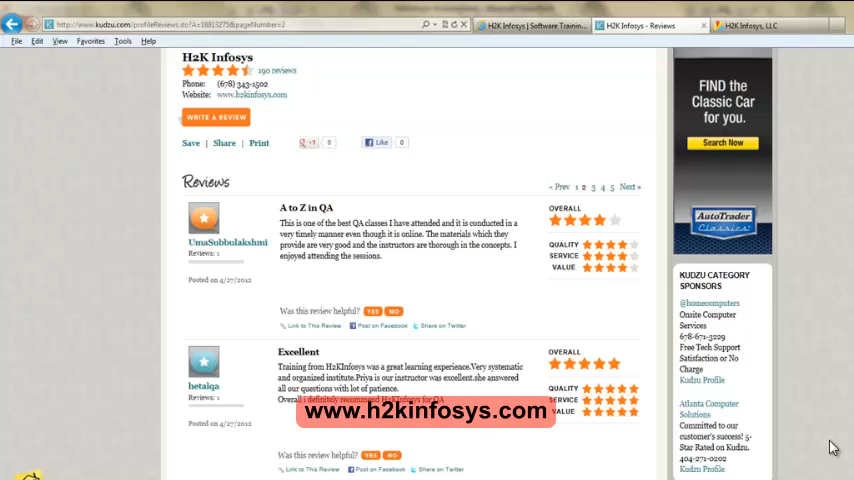 http://www.kudzu.com/profileReviews.do?A=18813275&pageNumber=2
H2K Infosys | Software Trainin...
H2K Infosys - Reviews
H2K Infosys, LLC
File Edit View Favorites Tools Help
H2K Infosys
190 reviews
Phone: (678) 343-1502
Website: www.h2kinfosys.com
WRITE A REVIEW
Save | Share | Print
+1 0
Like 0
Reviews
« Prev 1 2 3 4 5 Next »
UmaSubbulakshmi
Reviews: 1
Posted on 4/27/2012
A to Z in QA
This is one of the best QA classes I have attended and it is conducted in a
very timely manner even though it is online. The materials which they
provide are very good and the instructors are thorough in the concepts. I
enjoyed attending the sessions.
OVERALL
QUALITY
SERVICE
VALUE
Was this review helpful? YES NO
Link to This Review Post on Facebook Share on Twitter
hetalqa
Reviews: 1
Posted on 4/27/2012
Excellent
Training from H2KInfosys was a great learning experience.Very systematic
and organized institute.Priya is our instructor was excellent.she answered
all our questions with lot of patience.
Overall i definitely recommend H2KInfosys for QA
OVERALL
QUALITY
SERVICE
VALUE
www.h2kinfosys.com
Was this review helpful? YES NO
Link to This Review Post on Facebook Share on Twitter
FIND the
Classic Car
for you.
Search Now
AutoTrader
Classics
KUDZU CATEGORY
SPONSORS
@homecomputers
Onsite Computer
Services
678-671-3229
Free Tech Support
Satisfaction or No
Charge
Kudzu Profile
Atlanta Computer
Solutions
Committed to our
customer's success! 5-
Star Rated on Kudzu.
404-271-0202
Kudzu Profile